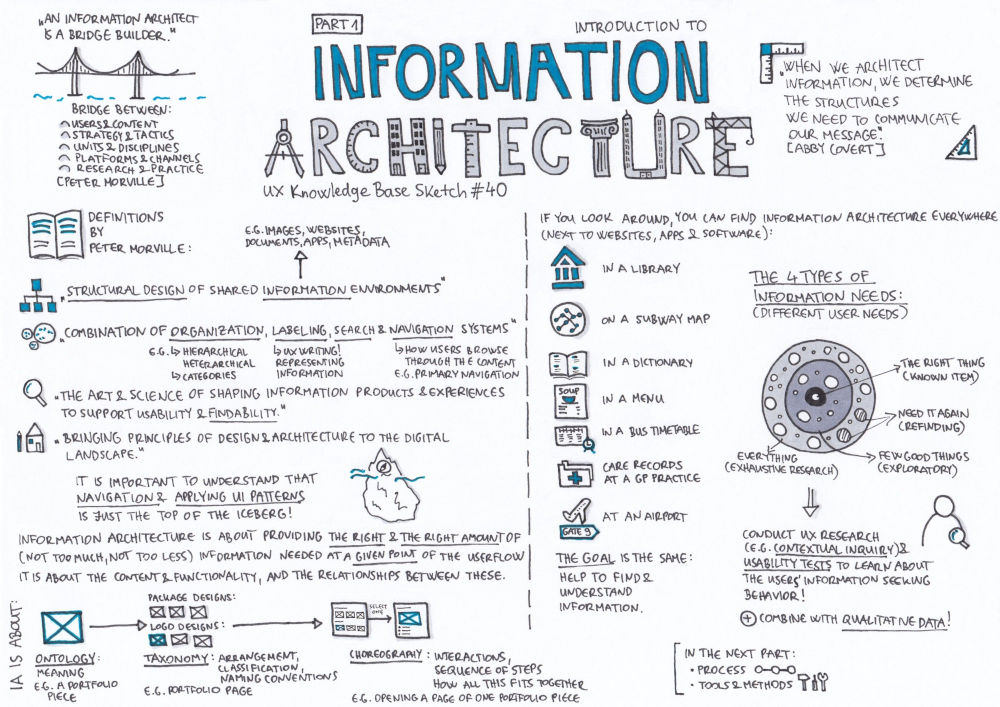 „AN INFORMATION ARCHITECT
IS A BRIDGE BUILDER."
BRIDGE BETWEEN:
USERS & CONTENT
STRATEGY & TACTICS
UNITS & DISCIPLINES
PLATFORMS & CHANNELS
RESEARCH & PRACTICE
[PETER MORVILLE]
PART 1
INTRODUCTION TO
INFORMATION
ARCHITECTURE
UX Knowledge Base Sketch #40
„WHEN WE ARCHITECT
INFORMATION, WE DETERMINE
THE STRUCTURES
WE NEED TO COMMUNICATE
OUR MESSAGE."
[ABBY COVERT]
DEFINITIONS
BY
PETER MORVILLE:
E.G. IMAGES, WEBSITES,
DOCUMENTS, APPS, METADATA
„STRUCTURAL DESIGN OF SHARED INFORMATION ENVIRONMENTS"
„COMBINATION OF ORGANIZATION, LABELING, SEARCH & NAVIGATION SYSTEMS"
E.G. ↳ HIERARCHICAL
HETERARCHICAL
↳ CATEGORIES
↳ UX WRITING!
REPRESENTING
INFORMATION
↳ HOW USERS BROWSE
THROUGH THE CONTENT
E.G. PRIMARY NAVIGATION
„THE ART & SCIENCE OF SHAPING INFORMATION PRODUCTS & EXPERIENCES
TO SUPPORT USABILITY & FINDABILITY."
„BRINGING PRINCIPLES OF DESIGN & ARCHITECTURE TO THE DIGITAL
LANDSCAPE."
IT IS IMPORTANT TO UNDERSTAND THAT
NAVIGATION & APPLYING UI PATTERNS
IS JUST THE TOP OF THE ICEBERG!
INFORMATION ARCHITECTURE IS ABOUT PROVIDING THE RIGHT & THE RIGHT AMOUNT OF
(NOT TOO MUCH, NOT TOO LESS) INFORMATION NEEDED AT A GIVEN POINT OF THE USERFLOW
IT IS ABOUT THE CONTENT & FUNCTIONALITY, AND THE RELATIONSHIPS BETWEEN THESE.
IA IS ABOUT:
ONTOLOGY:
MEANING
E.G. A PORTFOLIO
PIECE
PACKAGE DESIGNS:
LOGO DESIGNS:
TAXONOMY: ARRANGEMENT,
CLASSIFICATION,
NAMING CONVENTIONS
E.G. PORTFOLIO PAGE
SELECT
ONE
CHOREOGRAPHY: INTERACTIONS,
SEQUENCE OF STEPS
HOW ALL THIS FITS TOGETHER
E.G. OPENING A PAGE OF ONE PORTFOLIO PIECE
IF YOU LOOK AROUND, YOU CAN FIND INFORMATION ARCHITECTURE EVERYWHERE
(NEXT TO WEBSITES, APPS & SOFTWARE):
IN A LIBRARY
ON A SUBWAY MAP
IN A DICTIONARY
SOUP
IN A MENU
IN A BUS TIMETABLE
CARE RECORDS
AT A GP PRACTICE
AT AN AIRPORT
GATE 9
THE GOAL IS THE SAME:
HELP TO FIND &
UNDERSTAND
INFORMATION.
THE 4 TYPES OF
INFORMATION NEEDS:
(DIFFERENT USER NEEDS)
THE RIGHT THING
(KNOWN ITEM)
NEED IT AGAIN
(REFINDING)
FEW GOOD THINGS
(EXPLORATORY)
EVERYTHING
(EXHAUSTIVE RESEARCH)
CONDUCT UX RESEARCH
(E.G. CONTEXTUAL INQUIRY) &
USABILITY TESTS TO LEARN ABOUT
THE USERS' INFORMATION SEEKING
BEHAVIOR!
⊕ COMBINE WITH QUALITATIVE DATA!
IN THE NEXT PART:
• PROCESS
• TOOLS & METHODS